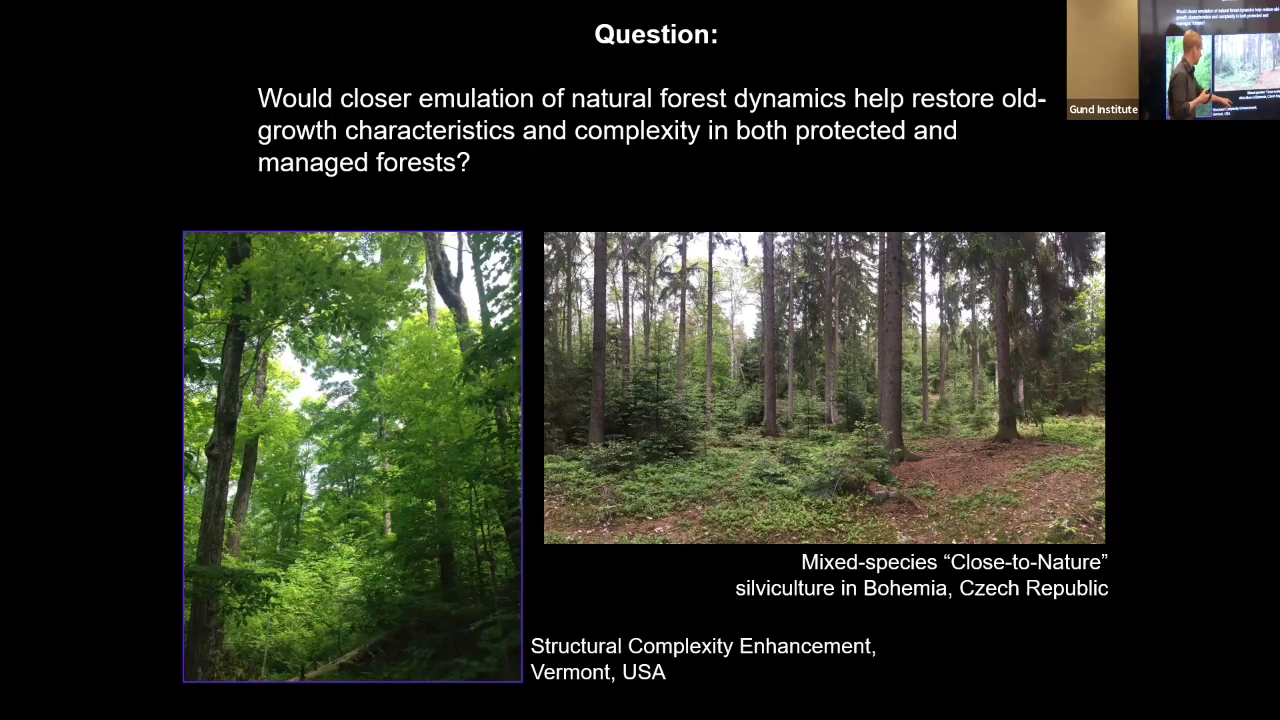 Question:
Would closer emulation of natural forest dynamics help restore old-
growth characteristics and complexity in both protected and
managed forests?
Gund Institute
Mixed-species “Close-to-Nature”
silviculture in Bohemia, Czech Republic
Structural Complexity Enhancement,
Vermont, USA